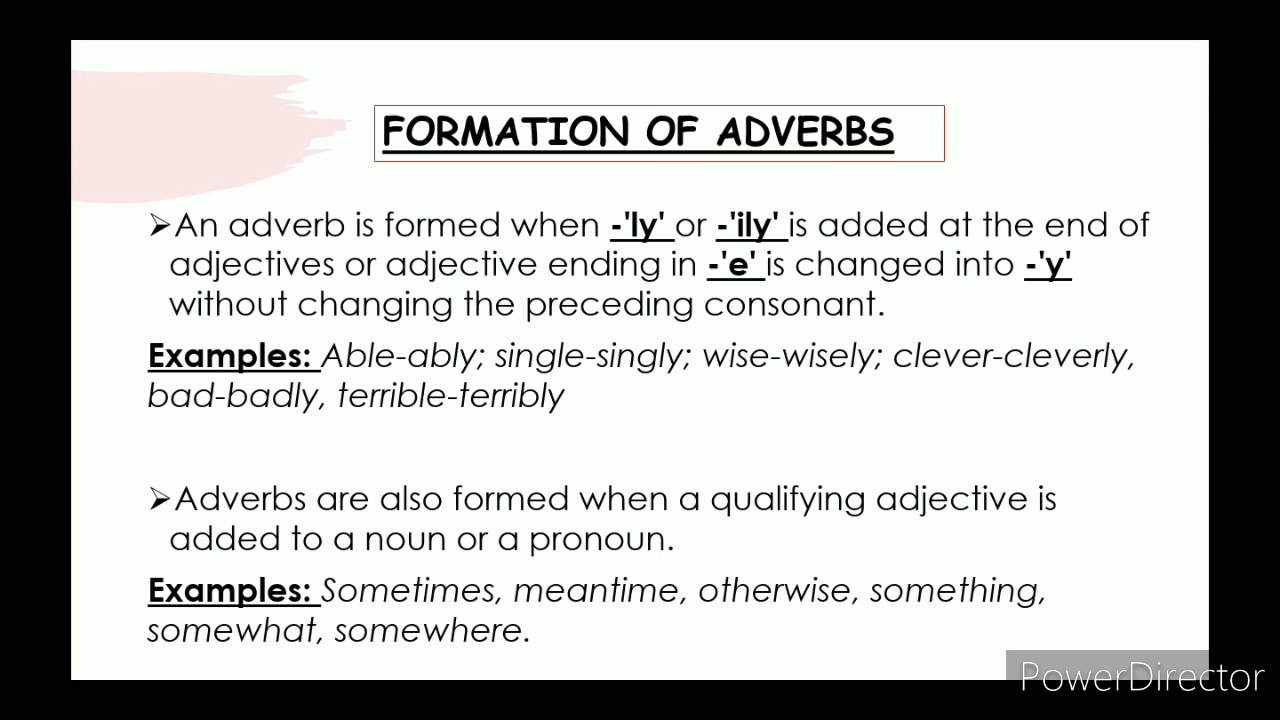 FORMATION OF ADVERBS
➢An adverb is formed when -'ly' or -'ily' is added at the end of
adjectives or adjective ending in -'e' is changed into -'y'
without changing the preceding consonant.
Examples: Able-ably; single-singly; wise-wisely; clever-cleverly,
bad-badly, terrible-terribly
➢Adverbs are also formed when a qualifying adjective is
added to a noun or a pronoun.
Examples: Sometimes, meantime, otherwise, something,
somewhat, somewhere.
PowerDirector